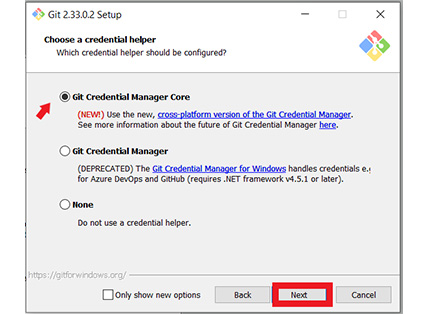 Git 2.33.0.2 Setup
Choose a credential helper
Which credential helper should be configured?
Git Credential Manager Core
(NEW!) Use the new, cross-platform version of the Git Credential Manager.
See more information about the future of Git Credential Manager here.
Git Credential Manager
(DEPRECATED) The Git Credential Manager for Windows handles credentials e.g
for Azure DevOps and GitHub (requires .NET framework v4.5.1 or later).
None
Do not use a credential helper.
https://gitforwindows.org/
Only show new options
Back
Next
Cancel